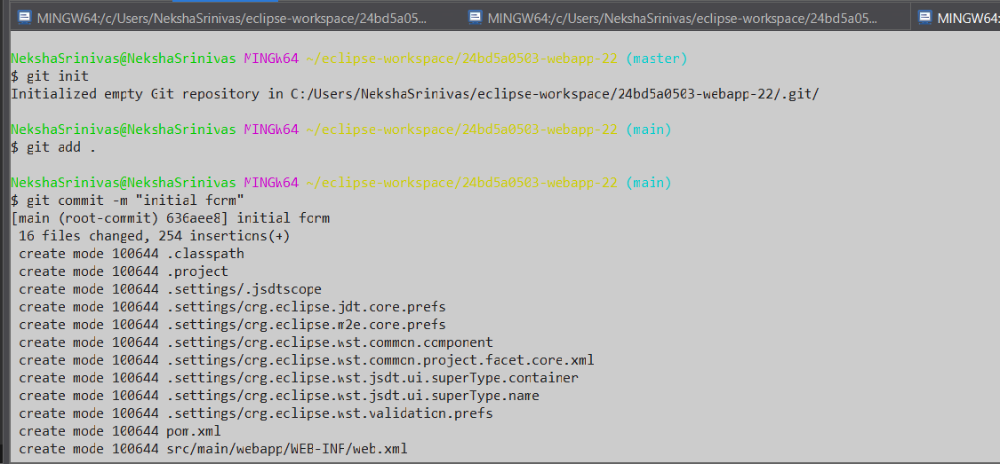 MINGW64:/c/Users/NekshaSrinivas/eclipse-workspace/24bd5a05...
MINGW64:/c/Users/NekshaSrinivas/eclipse-workspace/24bd5a05...
MINGW64:
NekshaSrinivas@NekshaSrinivas MINGW64 ~/eclipse-workspace/24bd5a0503-webapp-22 (master)
$ git init
Initialized empty Git repository in C:/Users/NekshaSrinivas/eclipse-workspace/24bd5a0503-webapp-22/.git/
NekshaSrinivas@NekshaSrinivas MINGW64 ~/eclipse-workspace/24bd5a0503-webapp-22 (main)
$ git add .
NekshaSrinivas@NekshaSrinivas MINGW64 ~/eclipse-workspace/24bd5a0503-webapp-22 (main)
$ git commit -m "initial form"
[main (root-commit) 636aee8] initial form
16 files changed, 254 insertions(+)
create mode 100644 .classpath
create mode 100644 .project
create mode 100644 .settings/.jsdtscope
create mode 100644 .settings/org.eclipse.jdt.core.prefs
create mode 100644 .settings/org.eclipse.m2e.core.prefs
create mode 100644 .settings/org.eclipse.wst.common.component
create mode 100644 .settings/org.eclipse.wst.common.project.facet.core.xml
create mode 100644 .settings/org.eclipse.wst.jsdt.ui.superType.container
create mode 100644 .settings/org.eclipse.wst.jsdt.ui.superType.name
create mode 100644 .settings/org.eclipse.wst.validation.prefs
create mode 100644 pom.xml
create mode 100644 src/main/webapp/WEB-INF/web.xml